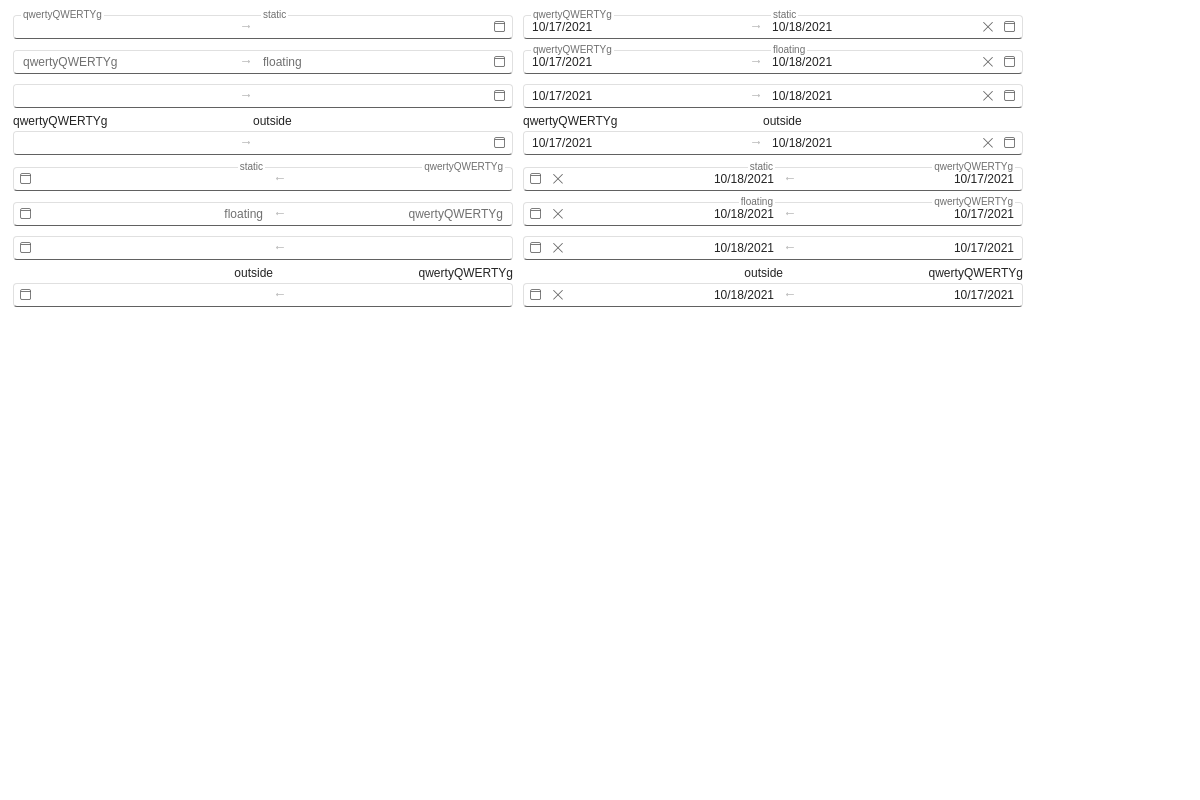 qwertyQWERTYg static qwertyQWERTYg static
→ 10/17/2021 → 10/18/2021
qwertyQWERTYg floating
qwertyQWERTYg → floating 10/17/2021 → 10/18/2021
→ 10/17/2021 → 10/18/2021
qwertyQWERTYg outside qwertyQWERTYg outside
→ 10/17/2021 → 10/18/2021
static qwertyQWERTYg static qwertyQWERTYg
← 10/18/2021 ← 10/17/2021
floating qwertyQWERTYg
floating ← qwertyQWERTYg 10/18/2021 ← 10/17/2021
← 10/18/2021 ← 10/17/2021
outside qwertyQWERTYg outside qwertyQWERTYg
← 10/18/2021 ← 10/17/2021